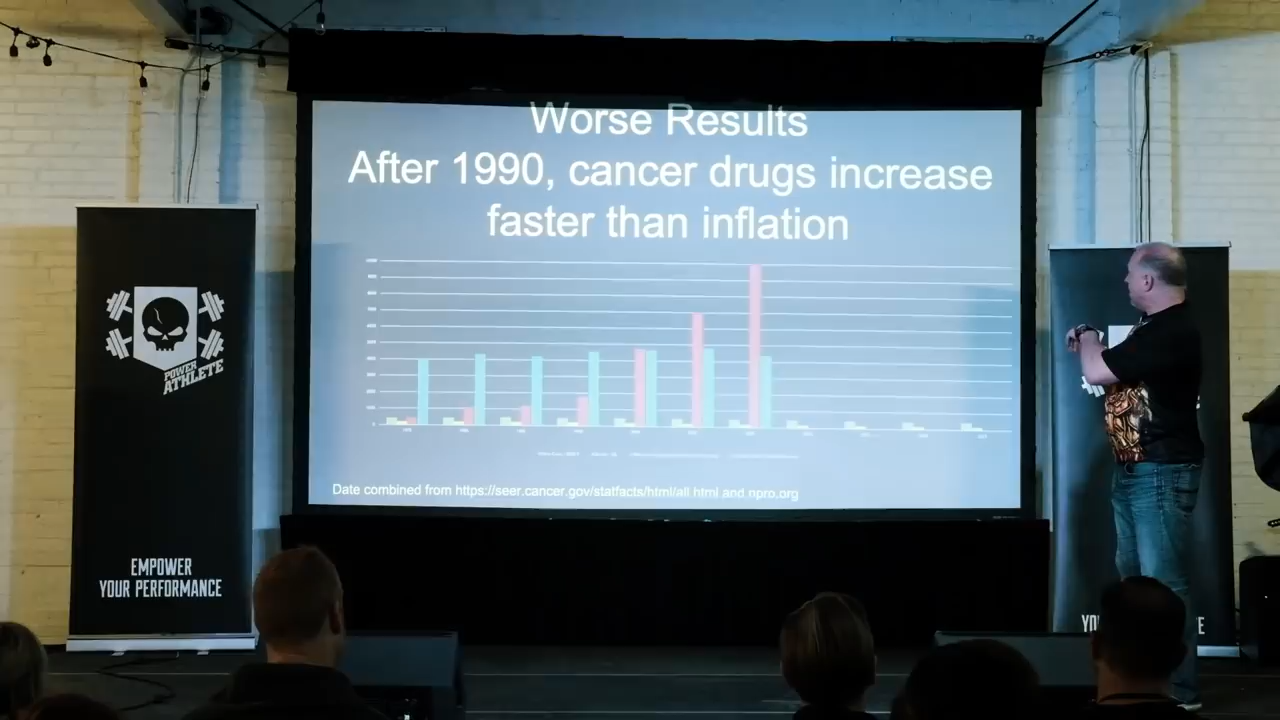 Worse Results
After 1990, cancer drugs increase
faster than inflation
Date combined from https://seer.cancer.gov/statfacts/html/all.html and npro.org
POWER
ATHLETE
EMPOWER
YOUR PERFORMANCE
YO
E